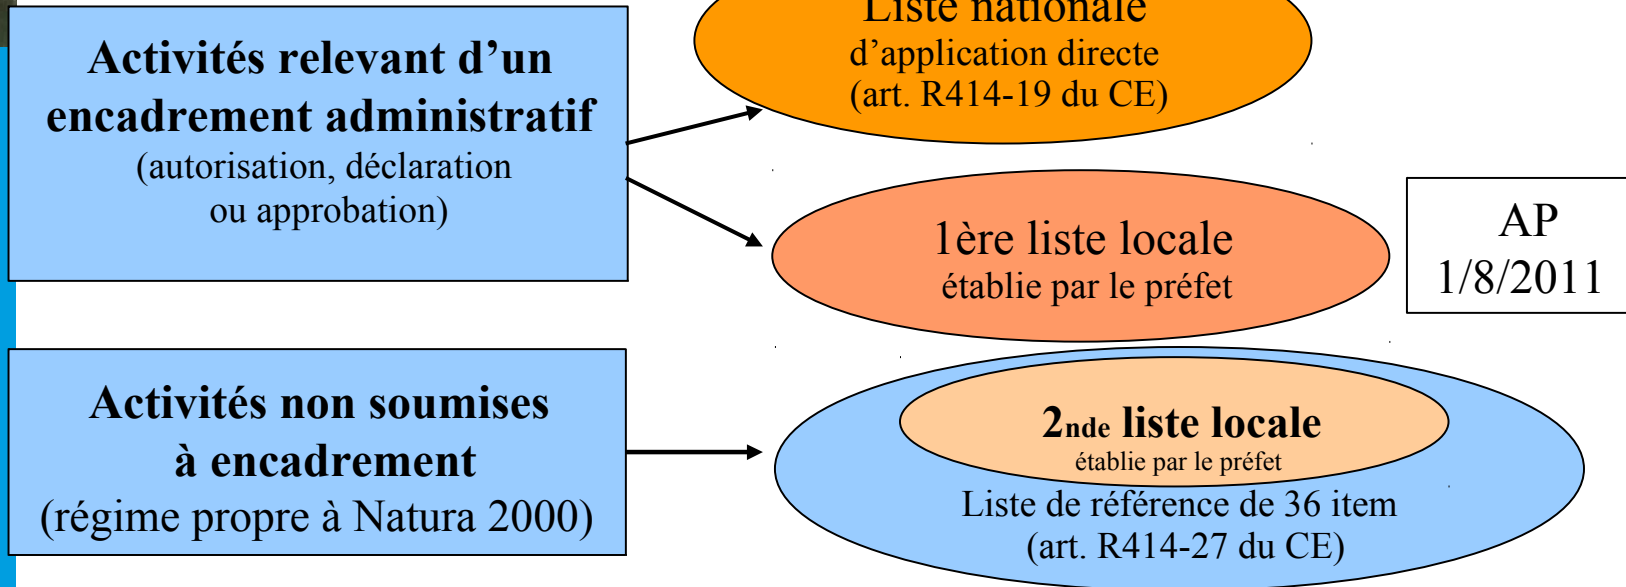 Activités relevant d’un
encadrement administratif
(autorisation, déclaration
ou approbation)
Liste nationale
d’application directe
(art. R414-19 du CE)
1ère liste locale
établie par le préfet
AP
1/8/2011
Activités non soumises
à encadrement
(régime propre à Natura 2000)
2nde liste locale
établie par le préfet
Liste de référence de 36 item
(art. R414-27 du CE)